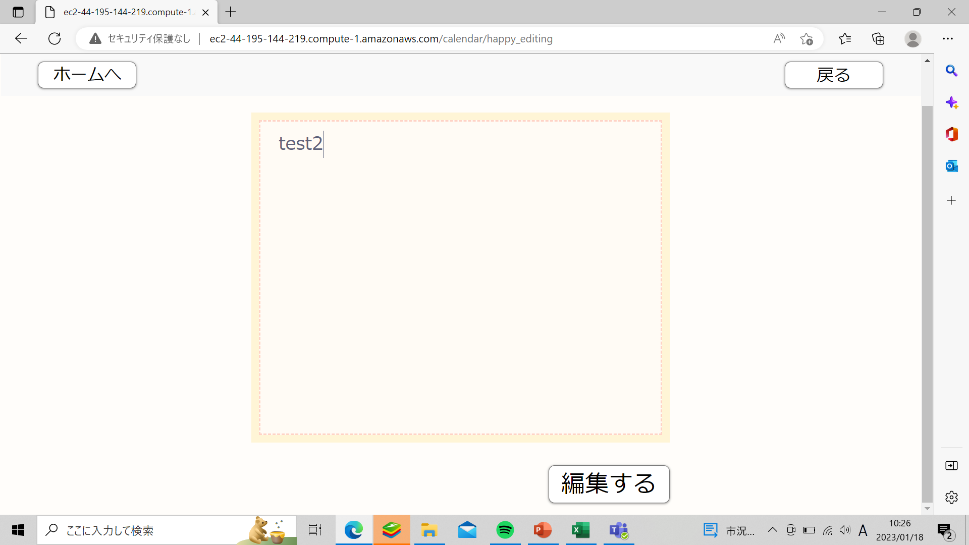 ec2-44-195-144-219.compute-1.
セキュリティ保護なし
ec2-44-195-144-219.compute-1.amazonaws.com/calendar/happy_editing
ホームへ
戻る
test2
編集する
ここに入力して検索
市況...
A
10:26
2023/01/18
2